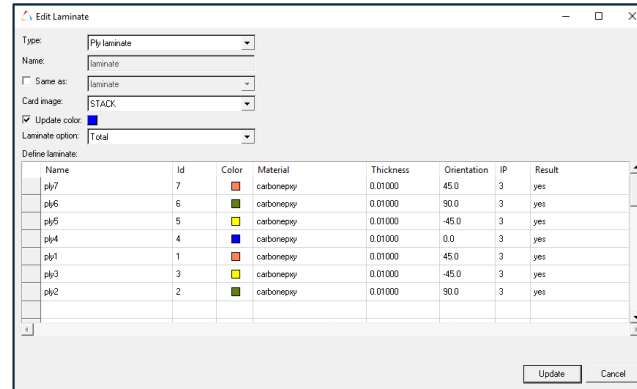 Edit Laminate
Type: Ply laminate
Name: laminate
Same as: laminate
Card image: STACK
Update color:
Laminate option: Total
Define laminate:
Name Id Color Material Thickness Orientation IP Result
ply7 7 carbonepxy 0.01000 45.0 3 yes
ply6 6 carbonepxy 0.01000 90.0 3 yes
ply5 5 carbonepxy 0.01000 -45.0 3 yes
ply4 4 carbonepxy 0.01000 0.0 3 yes
ply1 1 carbonepxy 0.01000 45.0 3 yes
ply3 3 carbonepxy 0.01000 -45.0 3 yes
ply2 2 carbonepxy 0.01000 90.0 3 yes
Update Cancel